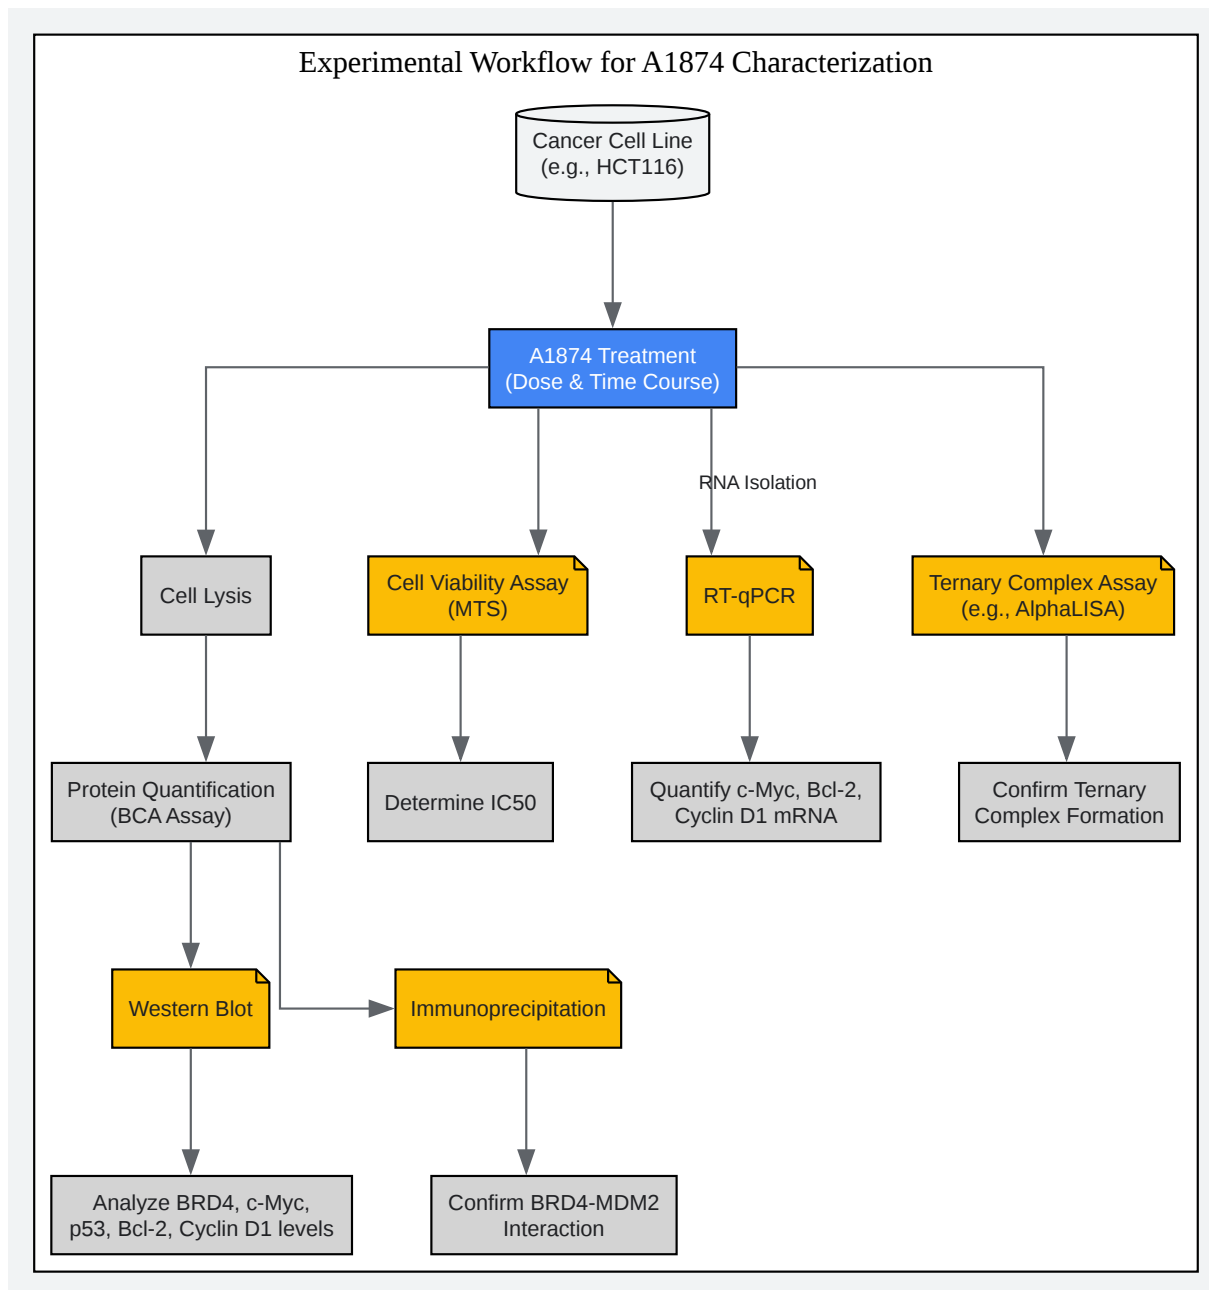 Experimental Workflow for A1874 Characterization
Cancer Cell Line
(e.g., HCT116)
A1874 Treatment
(Dose & Time Course)
RNA Isolation
Cell Lysis
Cell Viability Assay
(MTS)
RT-qPCR
Ternary Complex Assay
(e.g., AlphaLISA)
Protein Quantification
(BCA Assay)
Determine IC50
Quantify c-Myc, Bcl-2,
Cyclin D1 mRNA
Confirm Ternary
Complex Formation
Western Blot
Immunoprecipitation
Analyze BRD4, c-Myc,
p53, Bcl-2, Cyclin D1 levels
Confirm BRD4-MDM2
Interaction